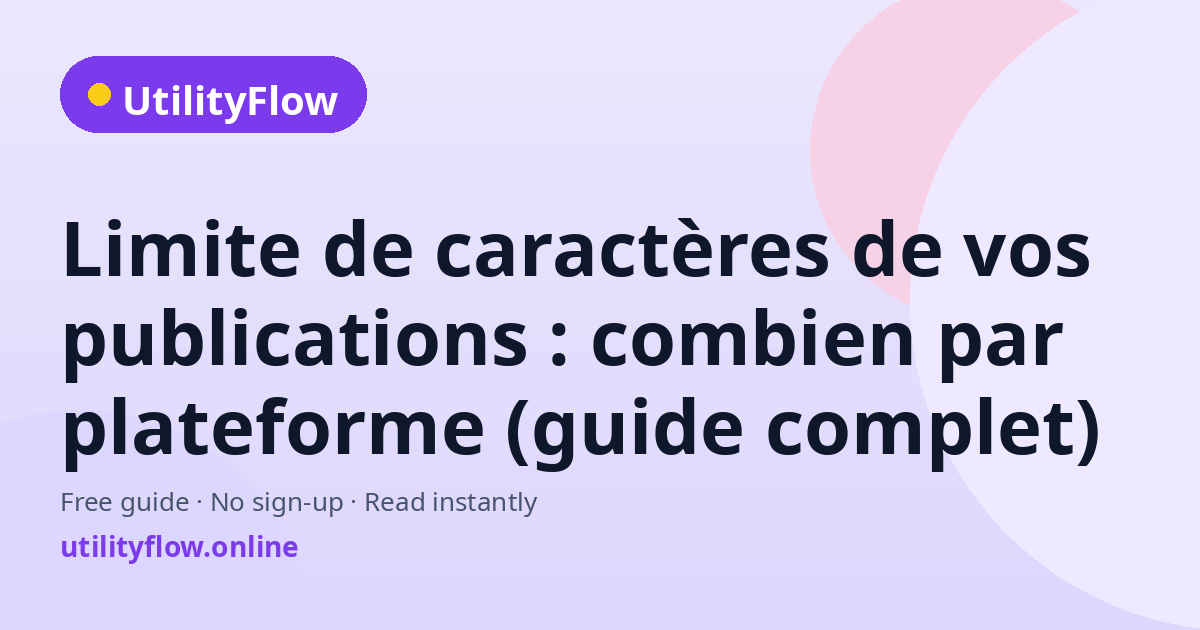 UtilityFlow
Limite de caractères de vos
publications : combien par
plateforme (guide complet)
Free guide · No sign-up · Read instantly
utilityflow.online